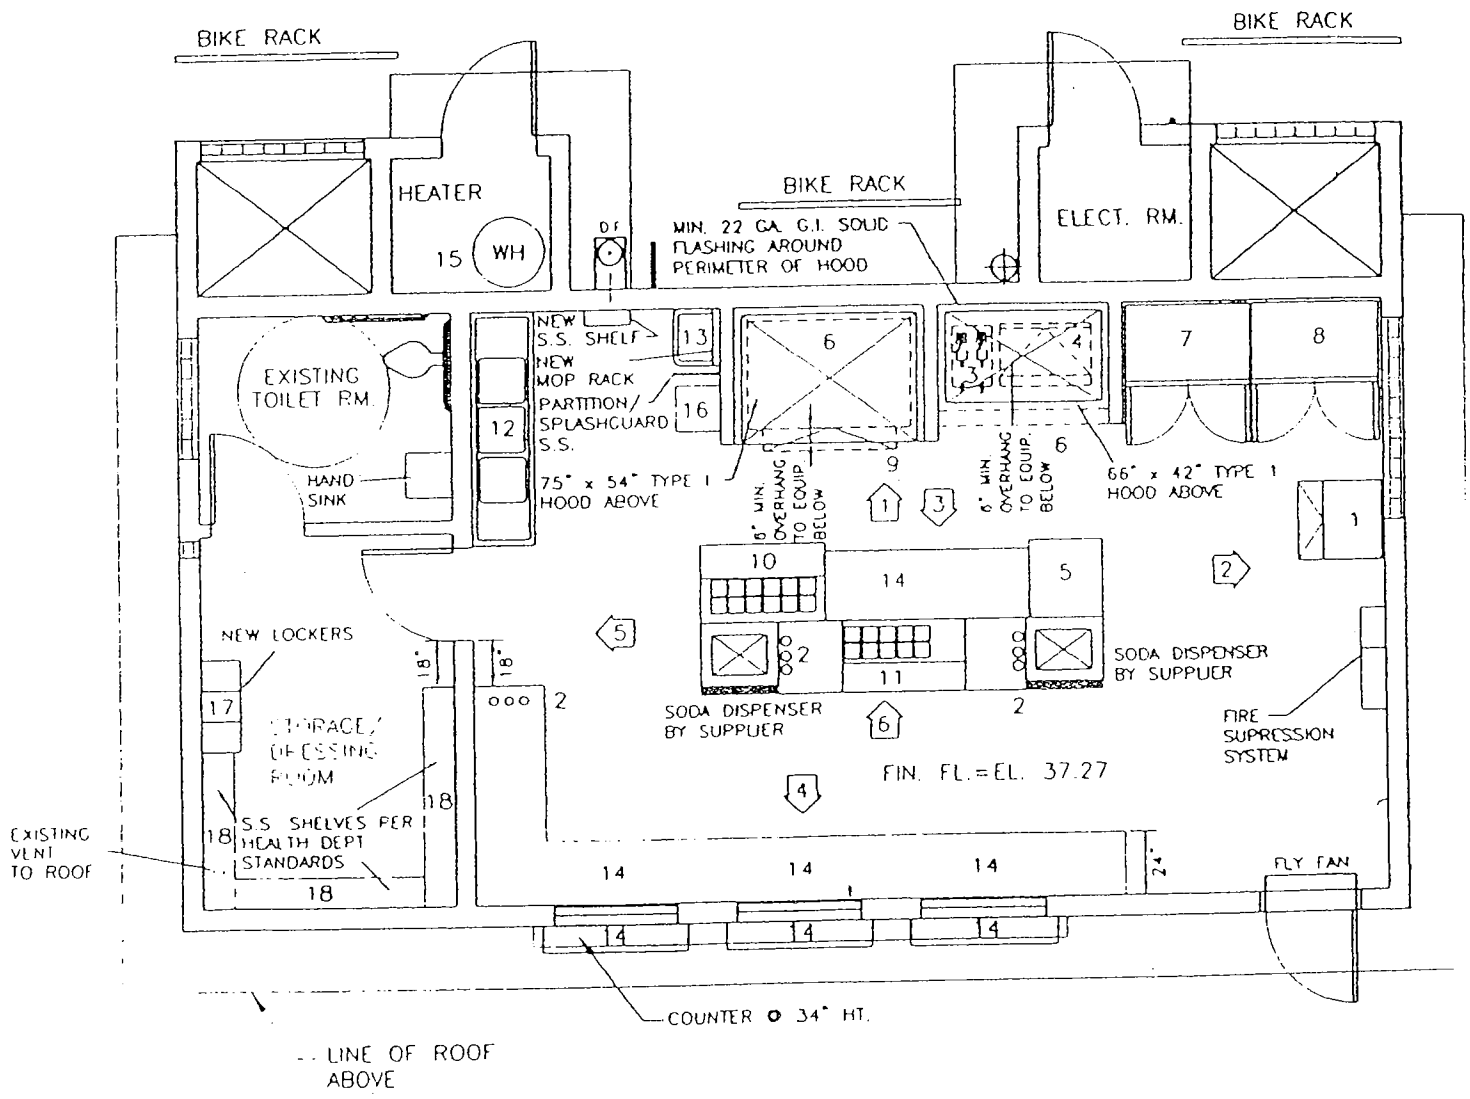 BIKE RACK
BIKE RACK
BIKE RACK
HEATER
15
WH
DF
MIN. 22 GA. G.I. SOLID
FLASHING AROUND
PERIMETER OF HOOD
ELECT. RM.
NEW
S.S. SHELF
NEW
MOP RACK
PARTITION/
SPLASHGUARD
S.S.
13
16
12
6
3
4
7
8
EXISTING
TOILET RM.
HAND
SINK
75" x 54" TYPE 1
HOOD ABOVE
6" MIN.
OVERHANG
TO EQUIP.
BELOW
9
1
3
6" MIN.
OVERHANG
TO EQUIP.
BELOW
6
66" x 42" TYPE 1
HOOD ABOVE
1
10
14
5
2
5
NEW LOCKERS
18"
18"
2
11
2
2
SODA DISPENSER
BY SUPPLIER
SODA DISPENSER
BY SUPPLIER
6
17
STORAGE/
DRESSING
ROOM
FIRE
SUPRESSION
SYSTEM
FIN. FL.=EL. 37.27
4
18
18
S.S SHELVES PER
HEALTH DEPT
STANDARDS
18
EXISTING
VENT
TO ROOF
14
14
14
24"
FLY FAN
14
14
14
COUNTER @ 34" HT.
LINE OF ROOF
ABOVE